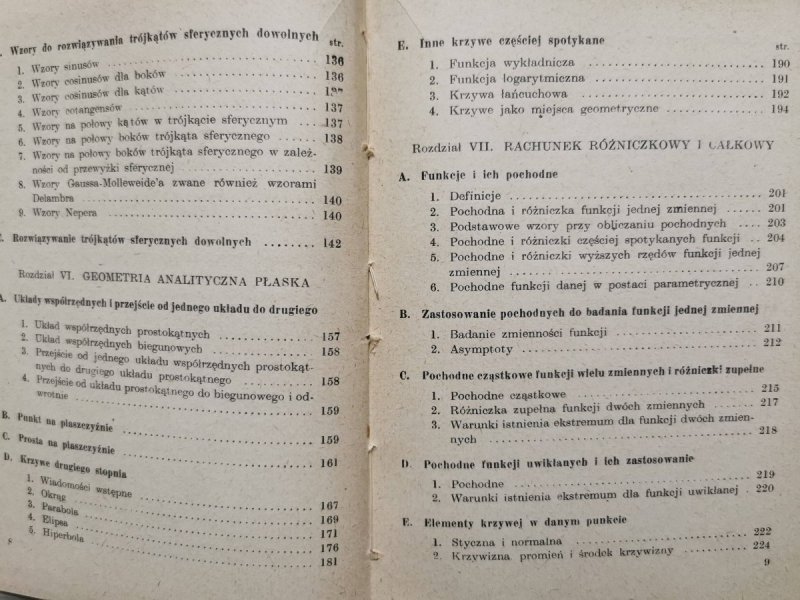 . Wzory do rozwiązywania trójkątów sferycznych dowolnych
str.
1. Wzory sinusów 136
2. Wzory cosinusów dla boków 136
3. Wzory cosinusów dla kątów
4. Wzory cotangensów 137
5. Wzory na połowy kątów w trójkącie sferycznym 137
6. Wzory na połowy boków trójkąta sferycznego 138
7. Wzory na połowy boków trójkąta sferycznego w zależ-
ności od przewyżki sferycznej 139
8. Wzory Gaussa-Molleweide'a zwane również wzorami
Delambra 140
9. Wzory Nepera 140
. Rozwiązywanie trójkątów sferycznych dowolnych 142
Rozdział VI. GEOMETRIA ANALITYCZNA PŁASKA
A. Układy współrzędnych i przejście od jednego układu do drugiego
1. Układ współrzędnych prostokątnych 157
2. Układ współrzędnych biegunowych 158
3. Przejście od jednego układu współrzędnych prostokąt-
nych do drugiego układu prostokątnego 158
4. Przejście od układu prostokątnego do biegunowego i od-
wrotnie 159
B. Punkt na płaszczyźnie 159
C. Prosta na płaszczyźnie 161
D. Krzywe drugiego stopnia
1. Wiadomości wstępne 167
2. Okrąg 169
3. Parabola 171
4. Elipsa 176
5. Hiperbola 181
8
E. Inne krzywe częściej spotykane
str.
1. Funkcja wykładnicza 190
2. Funkcja logarytmiczna 191
3. Krzywa łańcuchowa 192
4. Krzywe jako miejsca geometryczne 194
Rozdział VII. RACHUNEK RÓŻNICZKOWY I CAŁKOWY
A. Funkcje i ich pochodne
1. Definicje 201
2. Pochodna i różniczka funkcji jednej zmiennej 201
3. Podstawowe wzory przy obliczaniu pochodnych 203
4. Pochodne i różniczki częściej spotykanych funkcji 204
5. Pochodne i różniczki wyższych rzędów funkcji jednej
zmiennej 207
6. Pochodne funkcji danej w postaci parametrycznej 210
B. Zastosowanie pochodnych do badania funkcji jednej zmiennej
1. Badanie zmienności funkcji 211
2. Asymptoty 212
C. Pochodne cząstkowe funkcji wielu zmiennych i różniczki zupełne
1. Pochodne cząstkowe 215
2. Różniczka zupełna funkcji dwóch zmiennych 217
3. Warunki istnienia ekstremum dla funkcji dwóch zmien-
nych 218
D. Pochodne funkcji uwikłanych i ich zastosowanie
1. Pochodne 219
2. Warunki istnienia ekstremum dla funkcji uwikłanej 220
E. Elementy krzywej w danym punkcie
1. Styczna i normalna 222
2. Krzywizna, promień i środek krzywizny 224
9